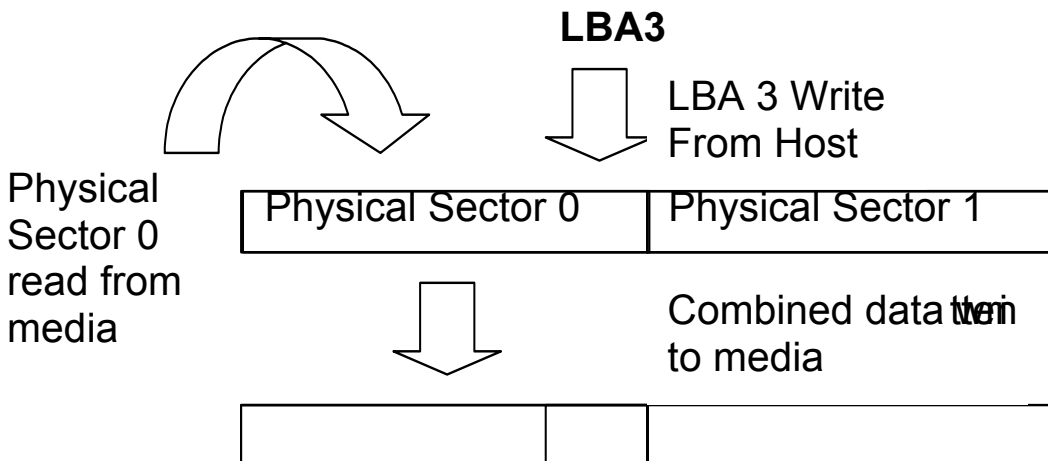 LBA3
LBA 3 Write
From Host
Physical
Sector 0
read from
media
Physical Sector 0
Physical Sector 1
Combined data
to media